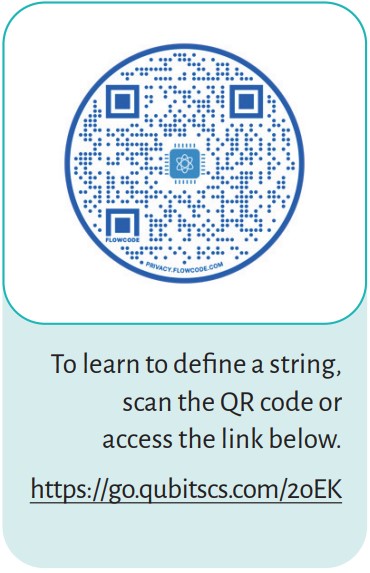 FLOWCODE
PRIVACY.FLOWCODE.COM
To learn to define a string,
scan the QR code or
access the link below.
https://go.qubitscs.com/2oEK